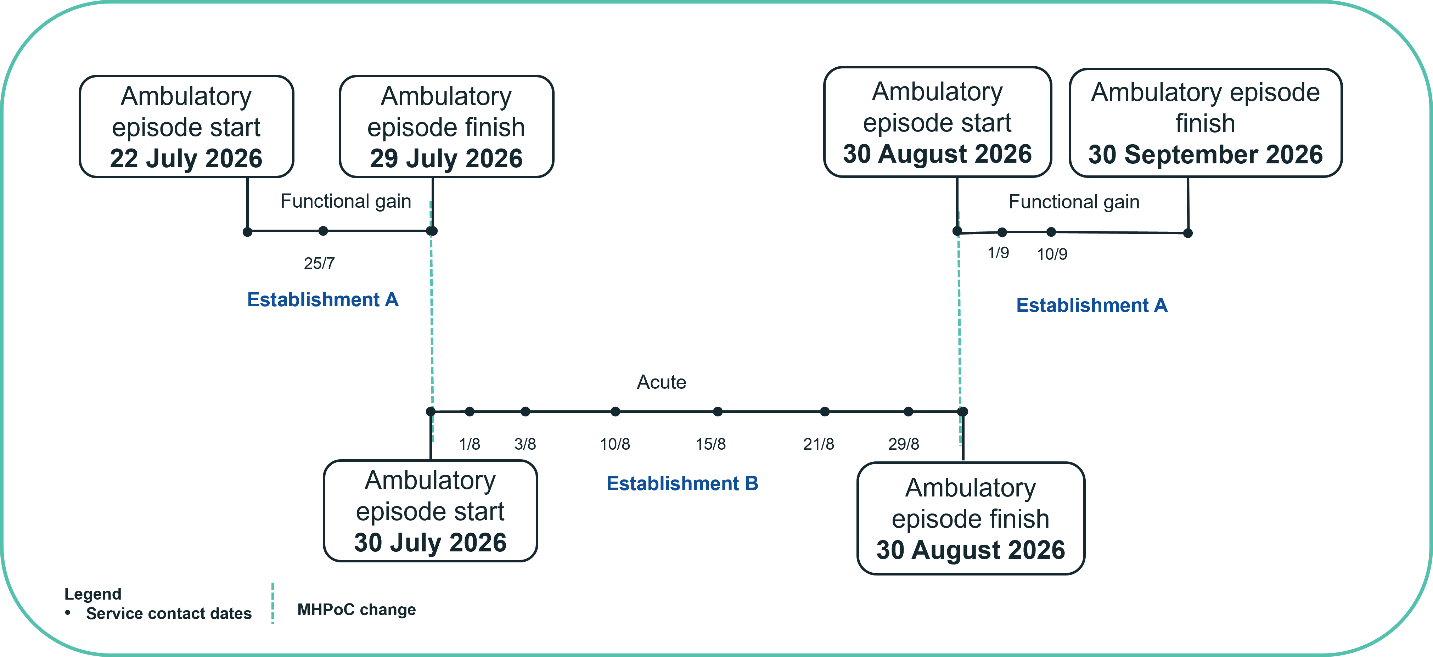 Ambulatory
episode start
22 July 2026
Ambulatory
episode finish
29 July 2026
Ambulatory
episode start
30 August 2026
Ambulatory episode
finish
30 September 2026
Functional gain
Functional gain
25/7
1/9
10/9
Establishment A
Establishment A
Acute
1/8
3/8
10/8
15/8
21/8
29/8
Establishment B
Ambulatory
episode start
30 July 2026
Ambulatory
episode finish
30 August 2026
Legend
• Service contact dates
MHPoC change